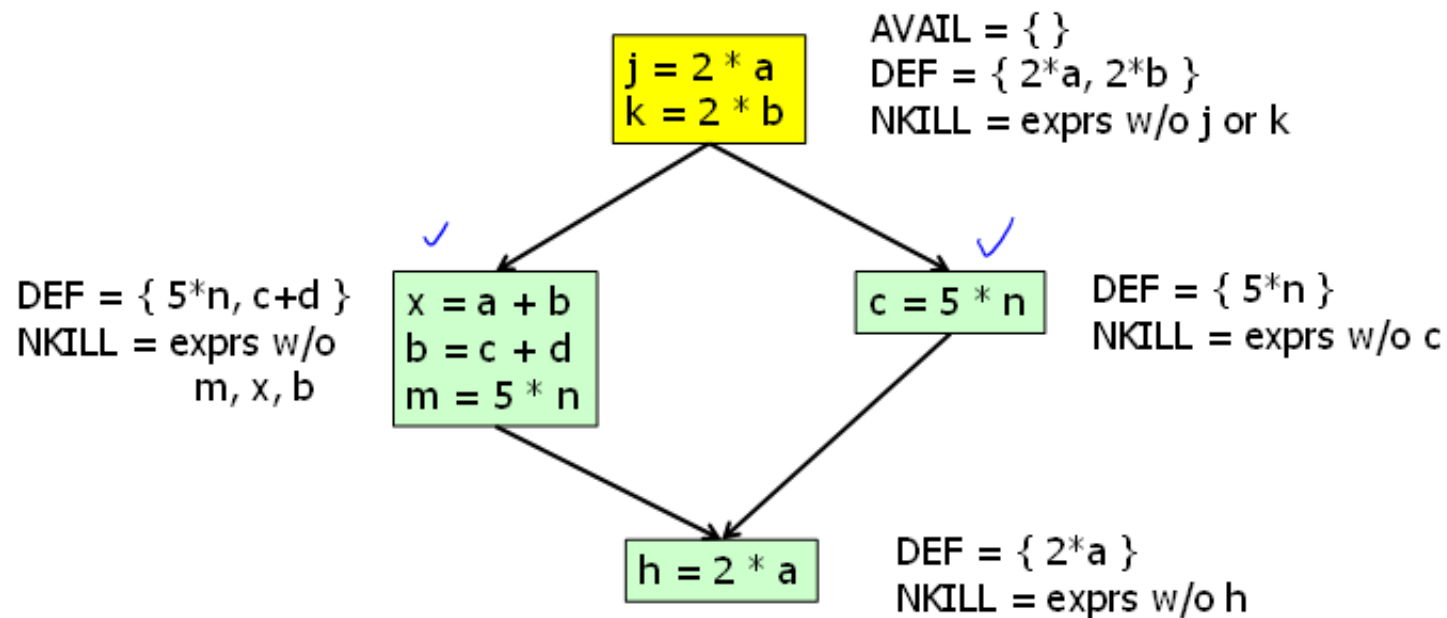 AVAIL = { }
DEF = { 2*a, 2*b }
NKILL = exprs w/o j or k
j = 2 * a
k = 2 * b
DEF = { 5*n, c+d }
NKILL = exprs w/o
m, x, b
x = a + b
b = c + d
m = 5 * n
c = 5 * n
DEF = { 5*n }
NKILL = exprs w/o c
h = 2 * a
DEF = { 2*a }
NKILL = exprs w/o h